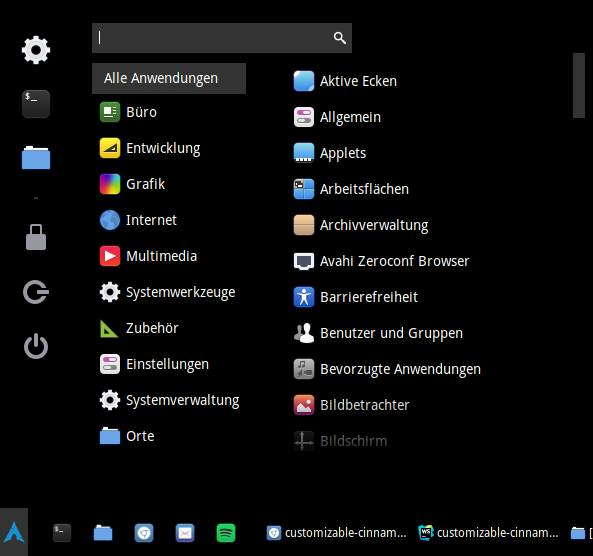 Alle Anwendungen
Büro
Entwicklung
Grafik
Internet
Multimedia
Systemwerkzeuge
Zubehör
Einstellungen
Systemverwaltung
Orte
Aktive Ecken
Allgemein
Applets
Arbeitsflächen
Archivverwaltung
Avahi Zeroconf Browser
Barrierefreiheit
Benutzer und Gruppen
Bevorzugte Anwendungen
Bildbetrachter
Bildschirm
customizable-cinnam...
WS
customizable-cinnam...
[